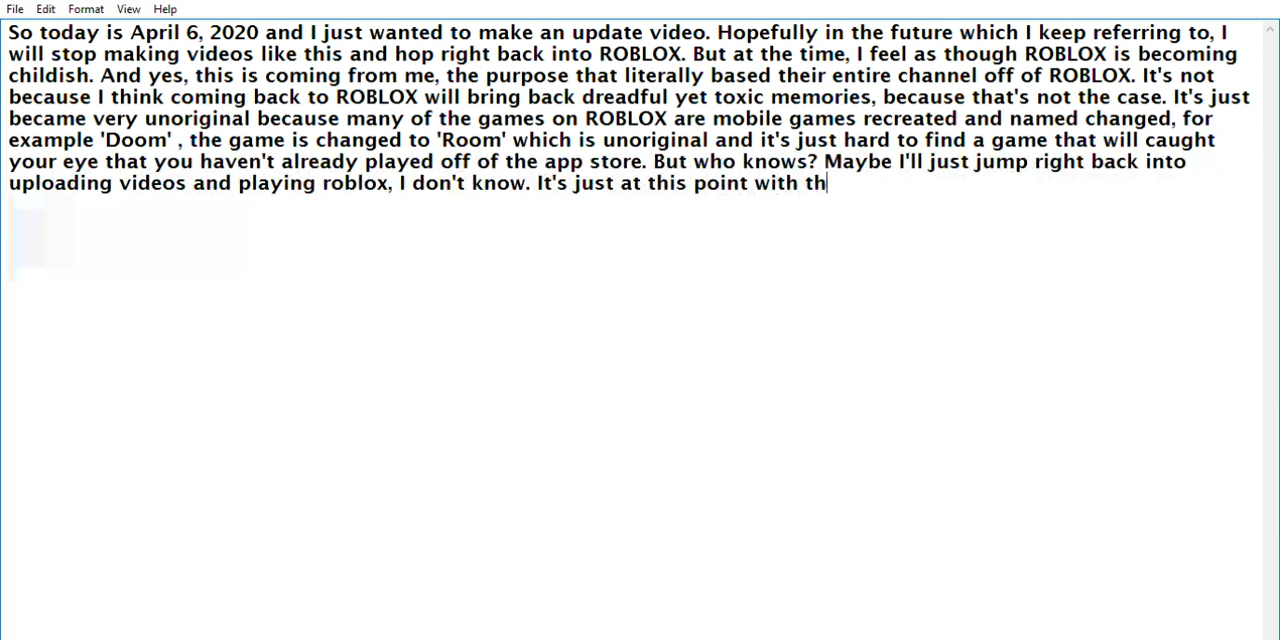 File Edit Format View Help
So today is April 6, 2020 and I just wanted to make an update video. Hopefully in the future which I keep referring to, I
will stop making videos like this and hop right back into ROBLOX. But at the time, I feel as though ROBLOX is becoming
childish. And yes, this is coming from me, the purpose that literally based their entire channel off of ROBLOX. It's not
because I think coming back to ROBLOX will bring back dreadful yet toxic memories, because that's not the case. It's just
became very unoriginal because many of the games on ROBLOX are mobile games recreated and named changed, for
example 'Doom' , the game is changed to 'Room' which is unoriginal and it's just hard to find a game that will caught
your eye that you haven't already played off of the app store. But who knows? Maybe I'll just jump right back into
uploading videos and playing roblox, I don't know. It's just at this point with th